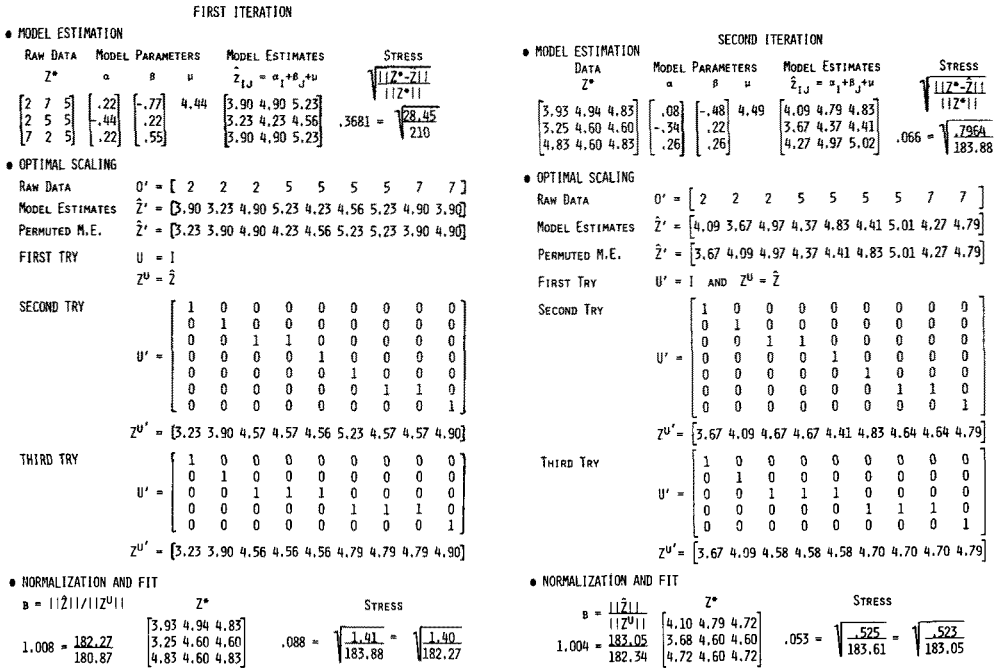 FIRST ITERATION
• MODEL ESTIMATION
RAW DATA MODEL PARAMETERS MODEL ESTIMATES STRESS
Z* α β μ ẑIJ = αI+βJ+μ √||Z*-Ẑ||/||Z*||
[2 7 5] [.22] [-.77] 4.44 [3.90 4.90 5.23]
[2 5 5] [-.44] [.22] [3.23 4.23 4.56] .3681 = √28.45/210
[7 2 5] [.22] [.55] [3.90 4.90 5.23]
• OPTIMAL SCALING
RAW DATA O' = [ 2 2 2 5 5 5 5 7 7 ]
MODEL ESTIMATES Ẑ' = [3.90 3.23 4.90 5.23 4.23 4.56 5.23 4.90 3.90]
PERMUTED M.E. Ẑ' = [3.23 3.90 4.90 4.23 4.56 5.23 5.23 3.90 4.90]
FIRST TRY U = I
Zᵁ = Ẑ
SECOND TRY
1 0 0 0 0 0 0 0 0
0 1 0 0 0 0 0 0 0
0 0 1 1 0 0 0 0 0
U' = 0 0 0 0 1 0 0 0 0
0 0 0 0 0 1 0 0 0
0 0 0 0 0 0 1 1 0
0 0 0 0 0 0 0 0 1
Zᵁ' = [3.23 3.90 4.57 4.57 4.56 5.23 4.57 4.57 4.90]
THIRD TRY
1 0 0 0 0 0 0 0 0
0 1 0 0 0 0 0 0 0
U' = 0 0 1 1 1 0 0 0 0
0 0 0 0 0 1 1 1 0
0 0 0 0 0 0 0 0 1
Zᵁ' = [3.23 3.90 4.56 4.56 4.56 4.79 4.79 4.79 4.90]
• NORMALIZATION AND FIT
B = ||Ẑ||/||Zᵁ|| Z* STRESS
[3.93 4.94 4.83]
1.008 = 182.27/180.87 [3.25 4.60 4.60] .088 = √1.41/183.88 = √1.40/182.27
[4.83 4.60 4.83]
SECOND ITERATION
• MODEL ESTIMATION
DATA MODEL PARAMETERS MODEL ESTIMATES STRESS
Z* α β μ ẑIJ = αI+βJ+μ √||Z*-Ẑ||/||Z*||
[3.93 4.94 4.83] [.08] [-.48] 4.49 [4.09 4.79 4.83]
[3.25 4.60 4.60] [-.34] [.22] [3.67 4.37 4.41] .066 = √.7964/183.88
[4.83 4.60 4.83] [.26] [.26] [4.27 4.97 5.02]
• OPTIMAL SCALING
RAW DATA O' = [ 2 2 2 5 5 5 5 7 7 ]
MODEL ESTIMATES Ẑ' = [4.09 3.67 4.97 4.37 4.83 4.41 5.01 4.27 4.79]
PERMUTED M.E. Ẑ' = [3.67 4.09 4.97 4.37 4.41 4.83 5.01 4.27 4.79]
FIRST TRY U' = I AND Zᵁ = Ẑ
SECOND TRY
1 0 0 0 0 0 0 0 0
0 1 0 0 0 0 0 0 0
0 0 1 1 0 0 0 0 0
U' = 0 0 0 0 1 0 0 0 0
0 0 0 0 0 1 0 0 0
0 0 0 0 0 0 1 1 0
0 0 0 0 0 0 0 0 1
Zᵁ' = [3.67 4.09 4.67 4.67 4.41 4.83 4.64 4.64 4.79]
THIRD TRY
1 0 0 0 0 0 0 0 0
0 1 0 0 0 0 0 0 0
U' = 0 0 1 1 1 0 0 0 0
0 0 0 0 0 1 1 1 0
0 0 0 0 0 0 0 0 1
Zᵁ' = [3.67 4.09 4.58 4.58 4.58 4.70 4.70 4.70 4.79]
• NORMALIZATION AND FIT
B = ||Ẑ||/||Zᵁ|| Z* STRESS
[4.10 4.79 4.72]
1.004 = 183.05/182.34 [3.68 4.60 4.60] .053 = √.525/183.61 = √.523/183.05
[4.72 4.60 4.72]